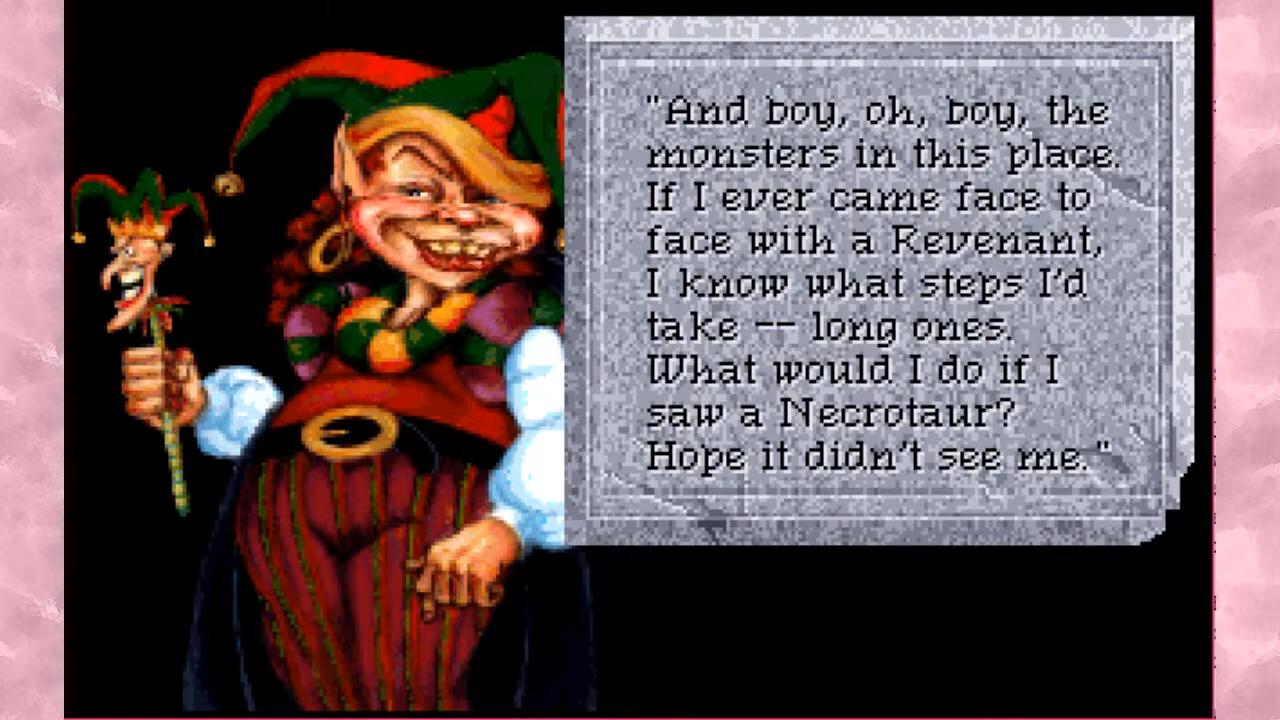 "And boy, oh, boy, the
monsters in this place.
If I ever came face to
face with a Revenant,
I know what steps I'd
take -- long ones.
What would I do if I
saw a Necrotaur?
Hope it didn't see me."